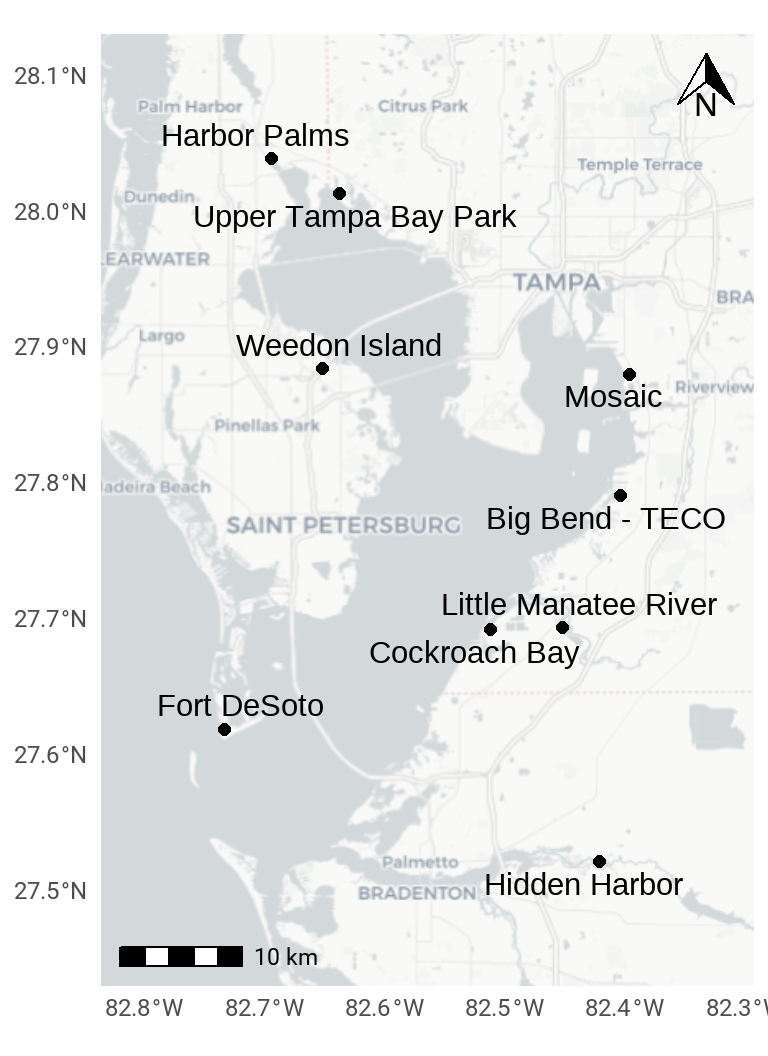 28.1°N
N
Palm Harbor
Citrus Park
Harbor Palms
Temple Terrace
Dunedin
28.0°N
Upper Tampa Bay Park
LEARWATER
TAMPA
BRA
27.9°N
Largo
Weedon Island
Mosaic
Riverview
Pinellas Park
27.8°N
adeira Beach
Big Bend - TECO
SAINT PETERSBURG
27.7°N
Little Manatee River
Cockroach Bay
Fort DeSoto
27.6°N
Palmetto
27.5°N
BRADENTON
Hidden Harbor
10 km
82.8°W 82.7°W 82.6°W 82.5°W 82.4°W 82.3°W